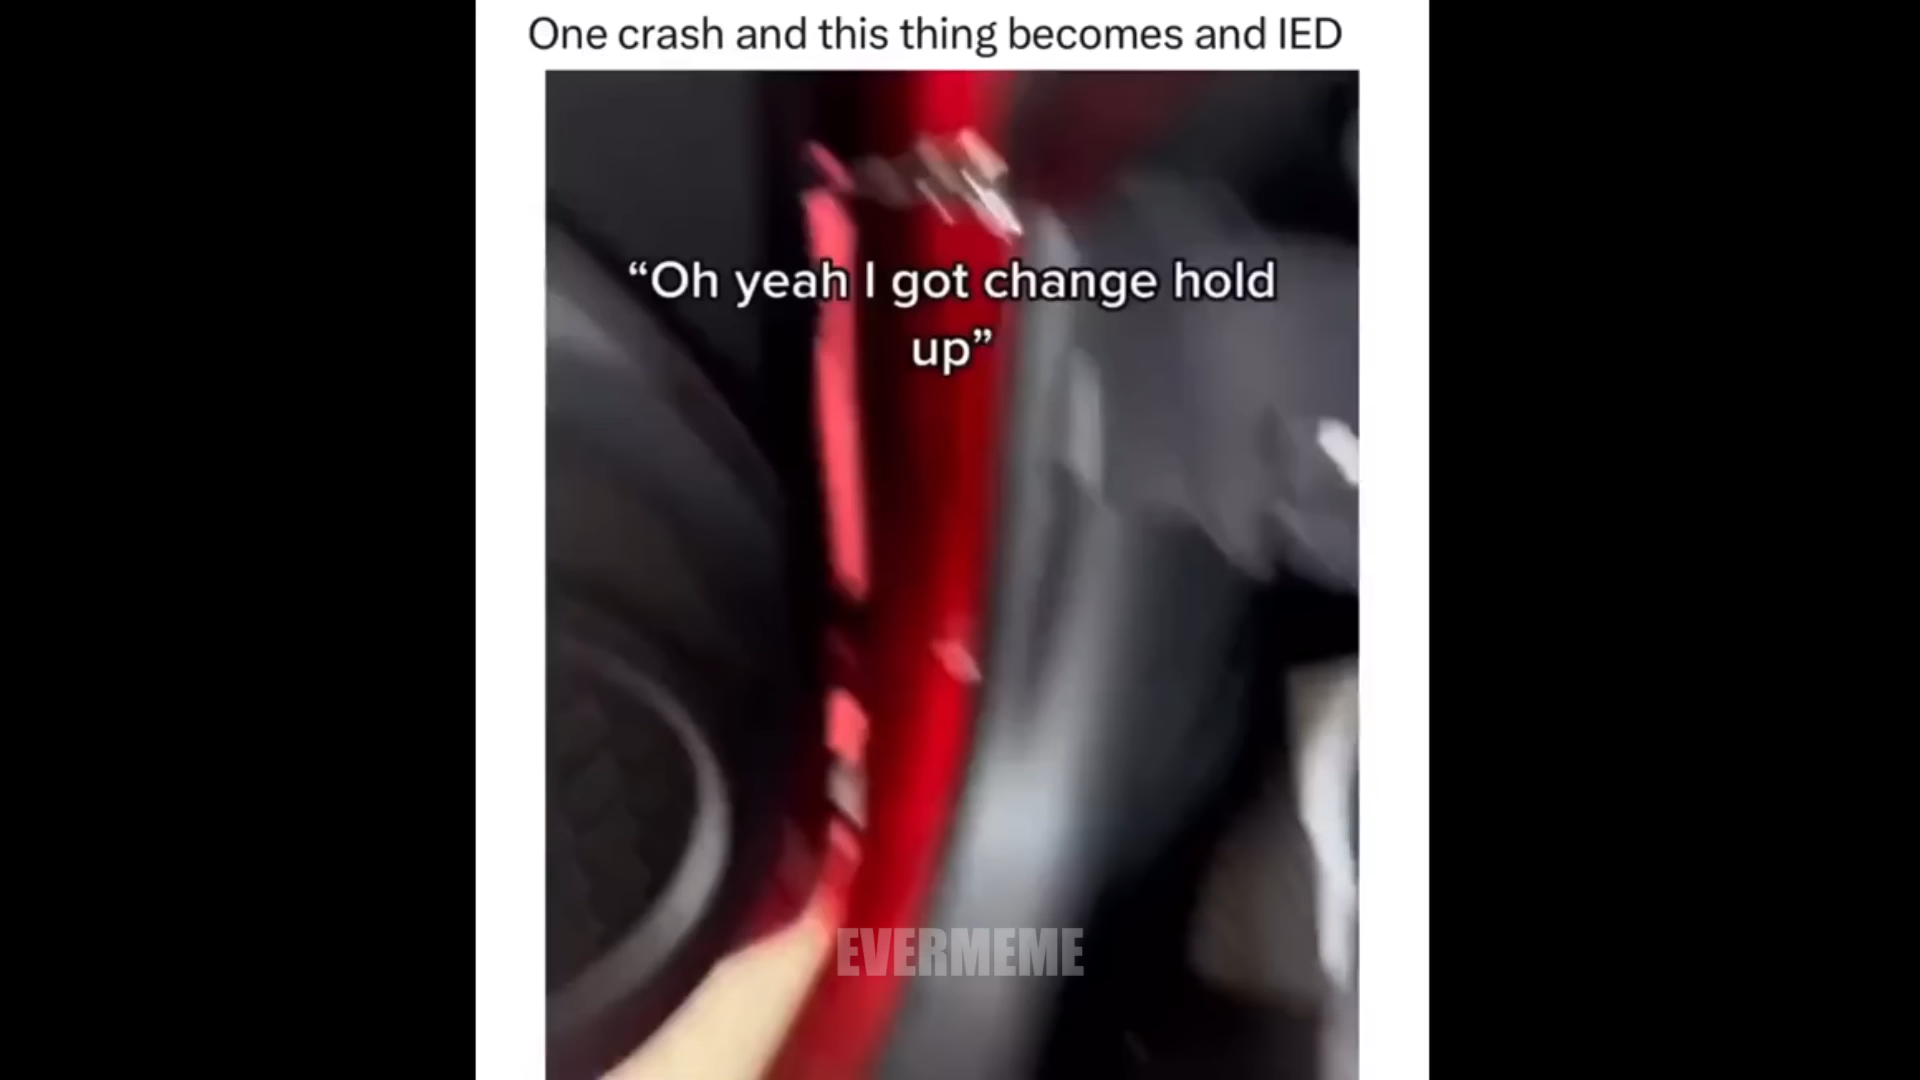 One crash and this thing becomes and IED
“Oh yeah I got change hold
up”
EVERMEME